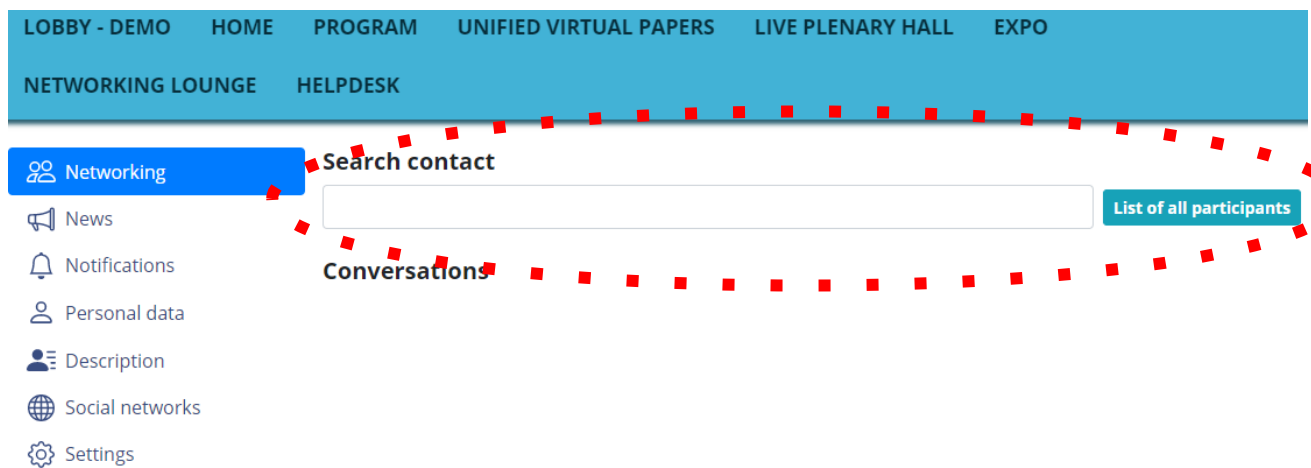 LOBBY - DEMO HOME PROGRAM UNIFIED VIRTUAL PAPERS LIVE PLENARY HALL EXPO
NETWORKING LOUNGE HELPDESK
Networking
News
Notifications
Personal data
Description
Social networks
Settings
Search contact
List of all participants
Conversations